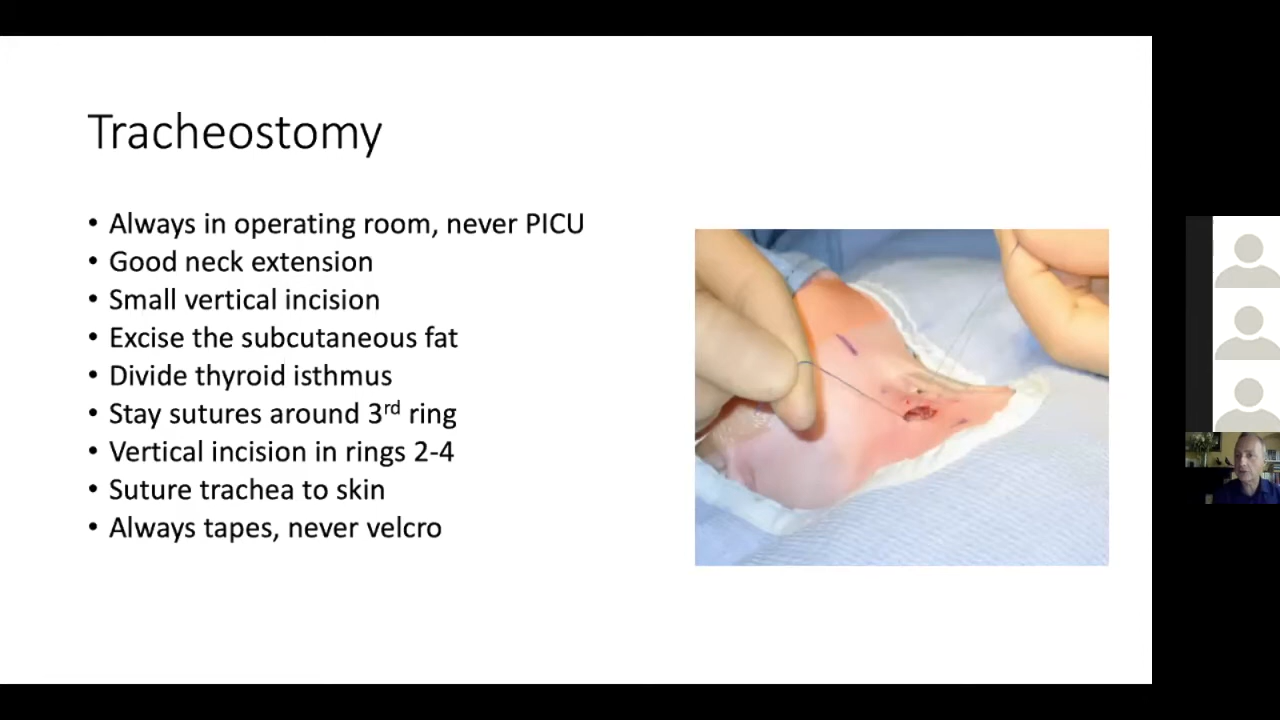 Tracheostomy
• Always in operating room, never PICU
• Good neck extension
• Small vertical incision
• Excise the subcutaneous fat
• Divide thyroid isthmus
• Stay sutures around 3rd ring
• Vertical incision in rings 2-4
• Suture trachea to skin
• Always tapes, never velcro